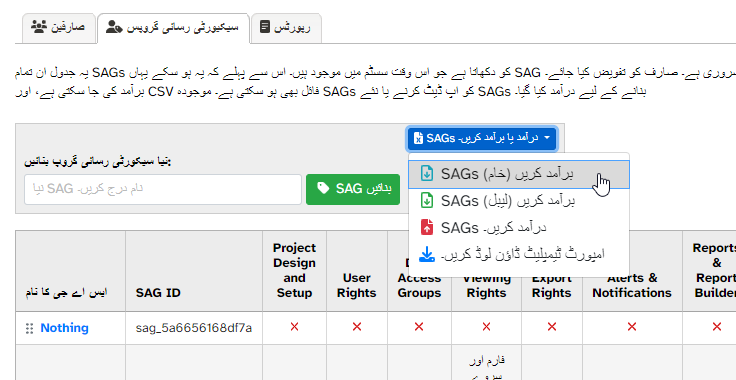 صارفین
سیکیورٹی رسائی گروپس
رپورٹس
یہ جدول ان تمام SAGs کو دکھاتا ہے جو اس وقت سسٹم میں موجود ہیں۔ اس سے پہلے کہ یہ ہو سکے یہاں SAG ضروری ہے۔ صارف کو تفویض کیا جائے۔
برآمد کی جا سکتی ہے، اور CSV فائل بھی ہو سکتی ہے۔ موجودہ SAGs کو اپ ڈیٹ کرنے یا نئے SAGs بنانے کے لیے درآمد کیا گیا۔
درآمد یا برآمد کریں۔ SAGs
نیا سیکورٹی رسائی گروپ بنائیں:
نیا SAG نام درج کریں۔
SAG بنائیں
SAGs (خام) برآمد کریں
SAGs (لیبل) برآمد کریں
SAGs درآمد کریں۔
امپورٹ ٹیمپلیٹ ڈاؤن لوڈ کریں۔
ایس اے جی کا نام
SAG ID
Project Design and Setup
User Rights
Access Groups
Viewing Rights
Export Rights
Alerts & Notifications
Reports & Report Builder
Nothing
sag_5a6656168df7a
فارم اور
سروے